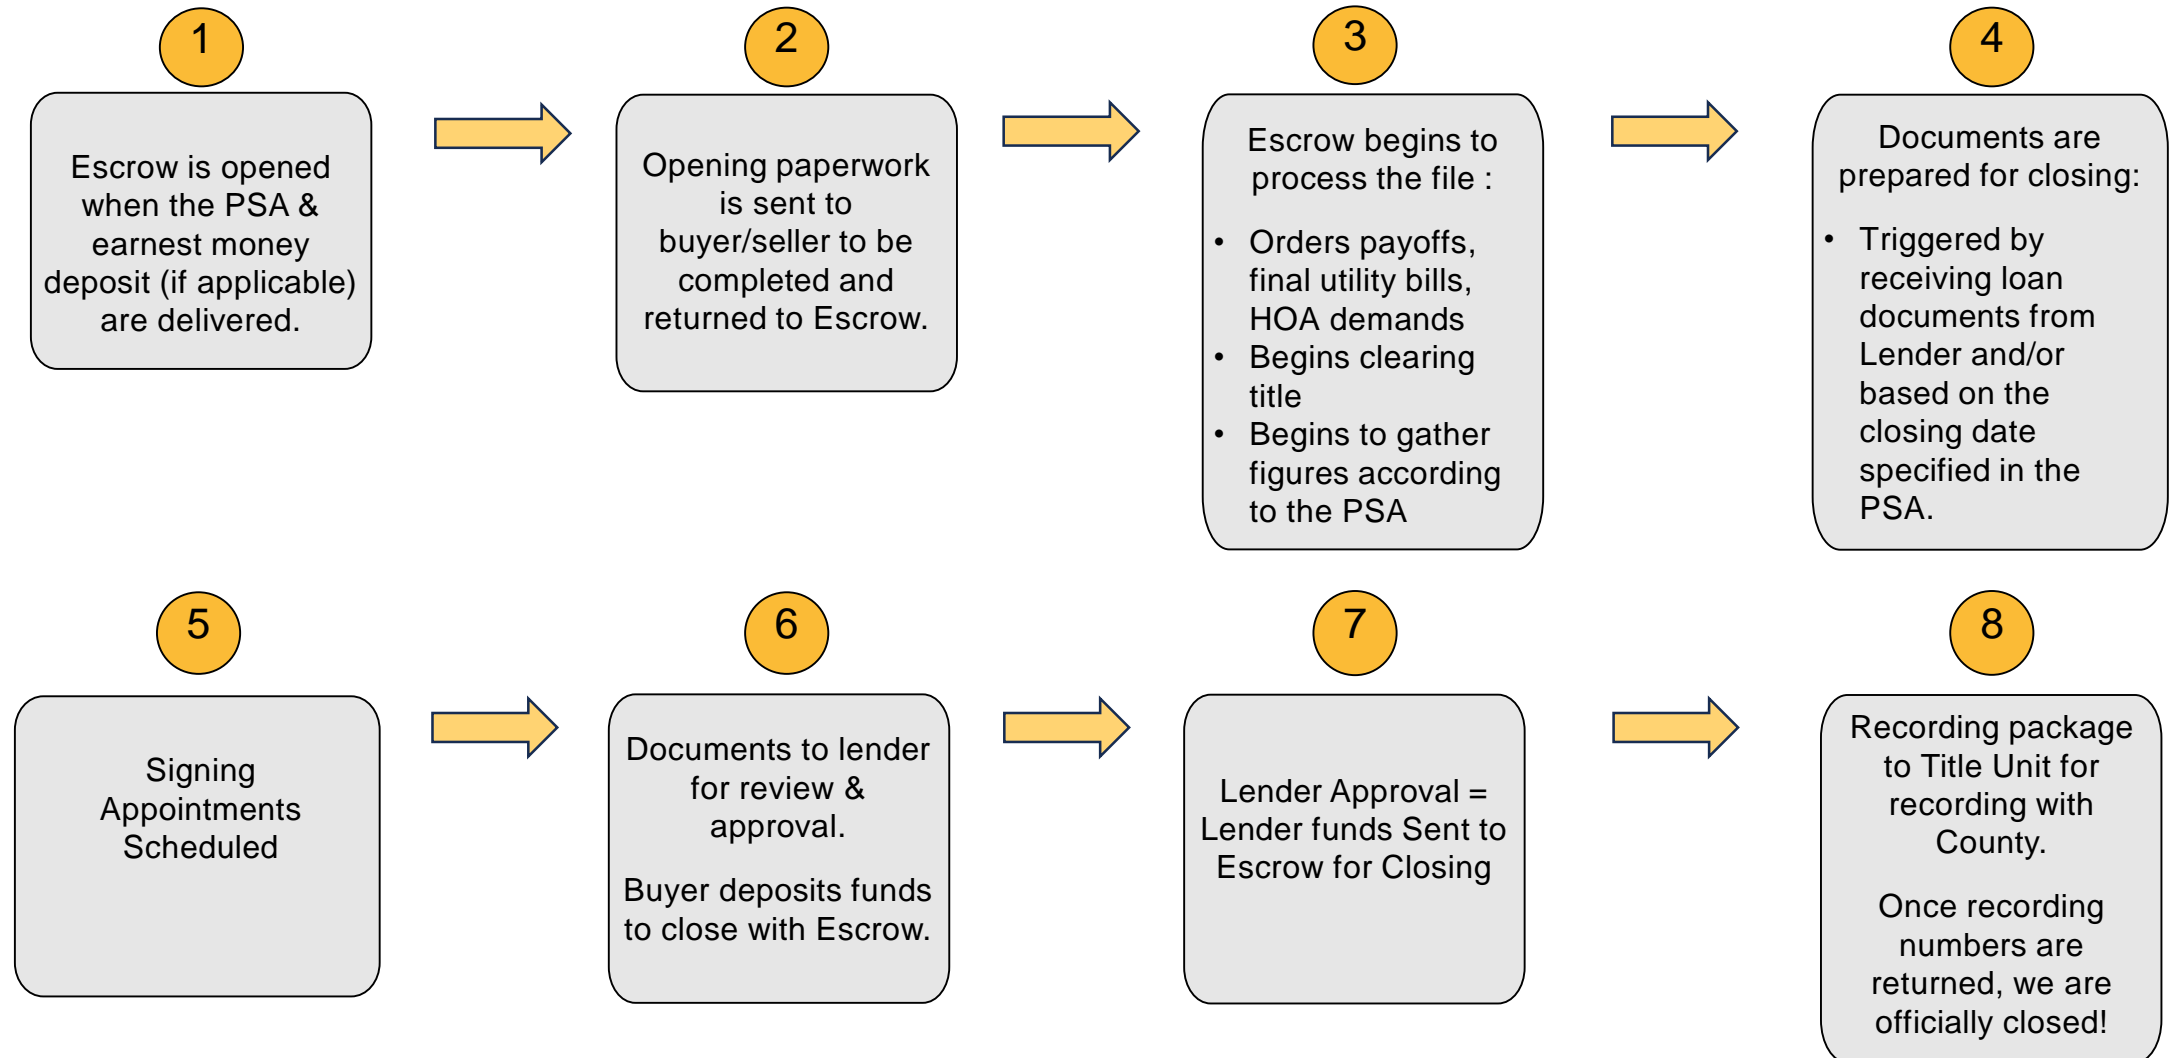 1
Escrow is opened
when the PSA &
earnest money
deposit (if applicable)
are delivered.
2
Opening paperwork
is sent to
buyer/seller to be
completed and
returned to Escrow.
3
Escrow begins to
process the file :
• Orders payoffs,
final utility bills,
HOA demands
• Begins clearing
title
• Begins to gather
figures according
to the PSA
4
Documents are
prepared for closing:
• Triggered by
receiving loan
documents from
Lender and/or
based on the
closing date
specified in the
PSA.
5
Signing
Appointments
Scheduled
6
Documents to lender
for review &
approval.
Buyer deposits funds
to close with Escrow.
7
Lender Approval =
Lender funds Sent to
Escrow for Closing
8
Recording package
to Title Unit for
recording with
County.
Once recording
numbers are
returned, we are
officially closed!